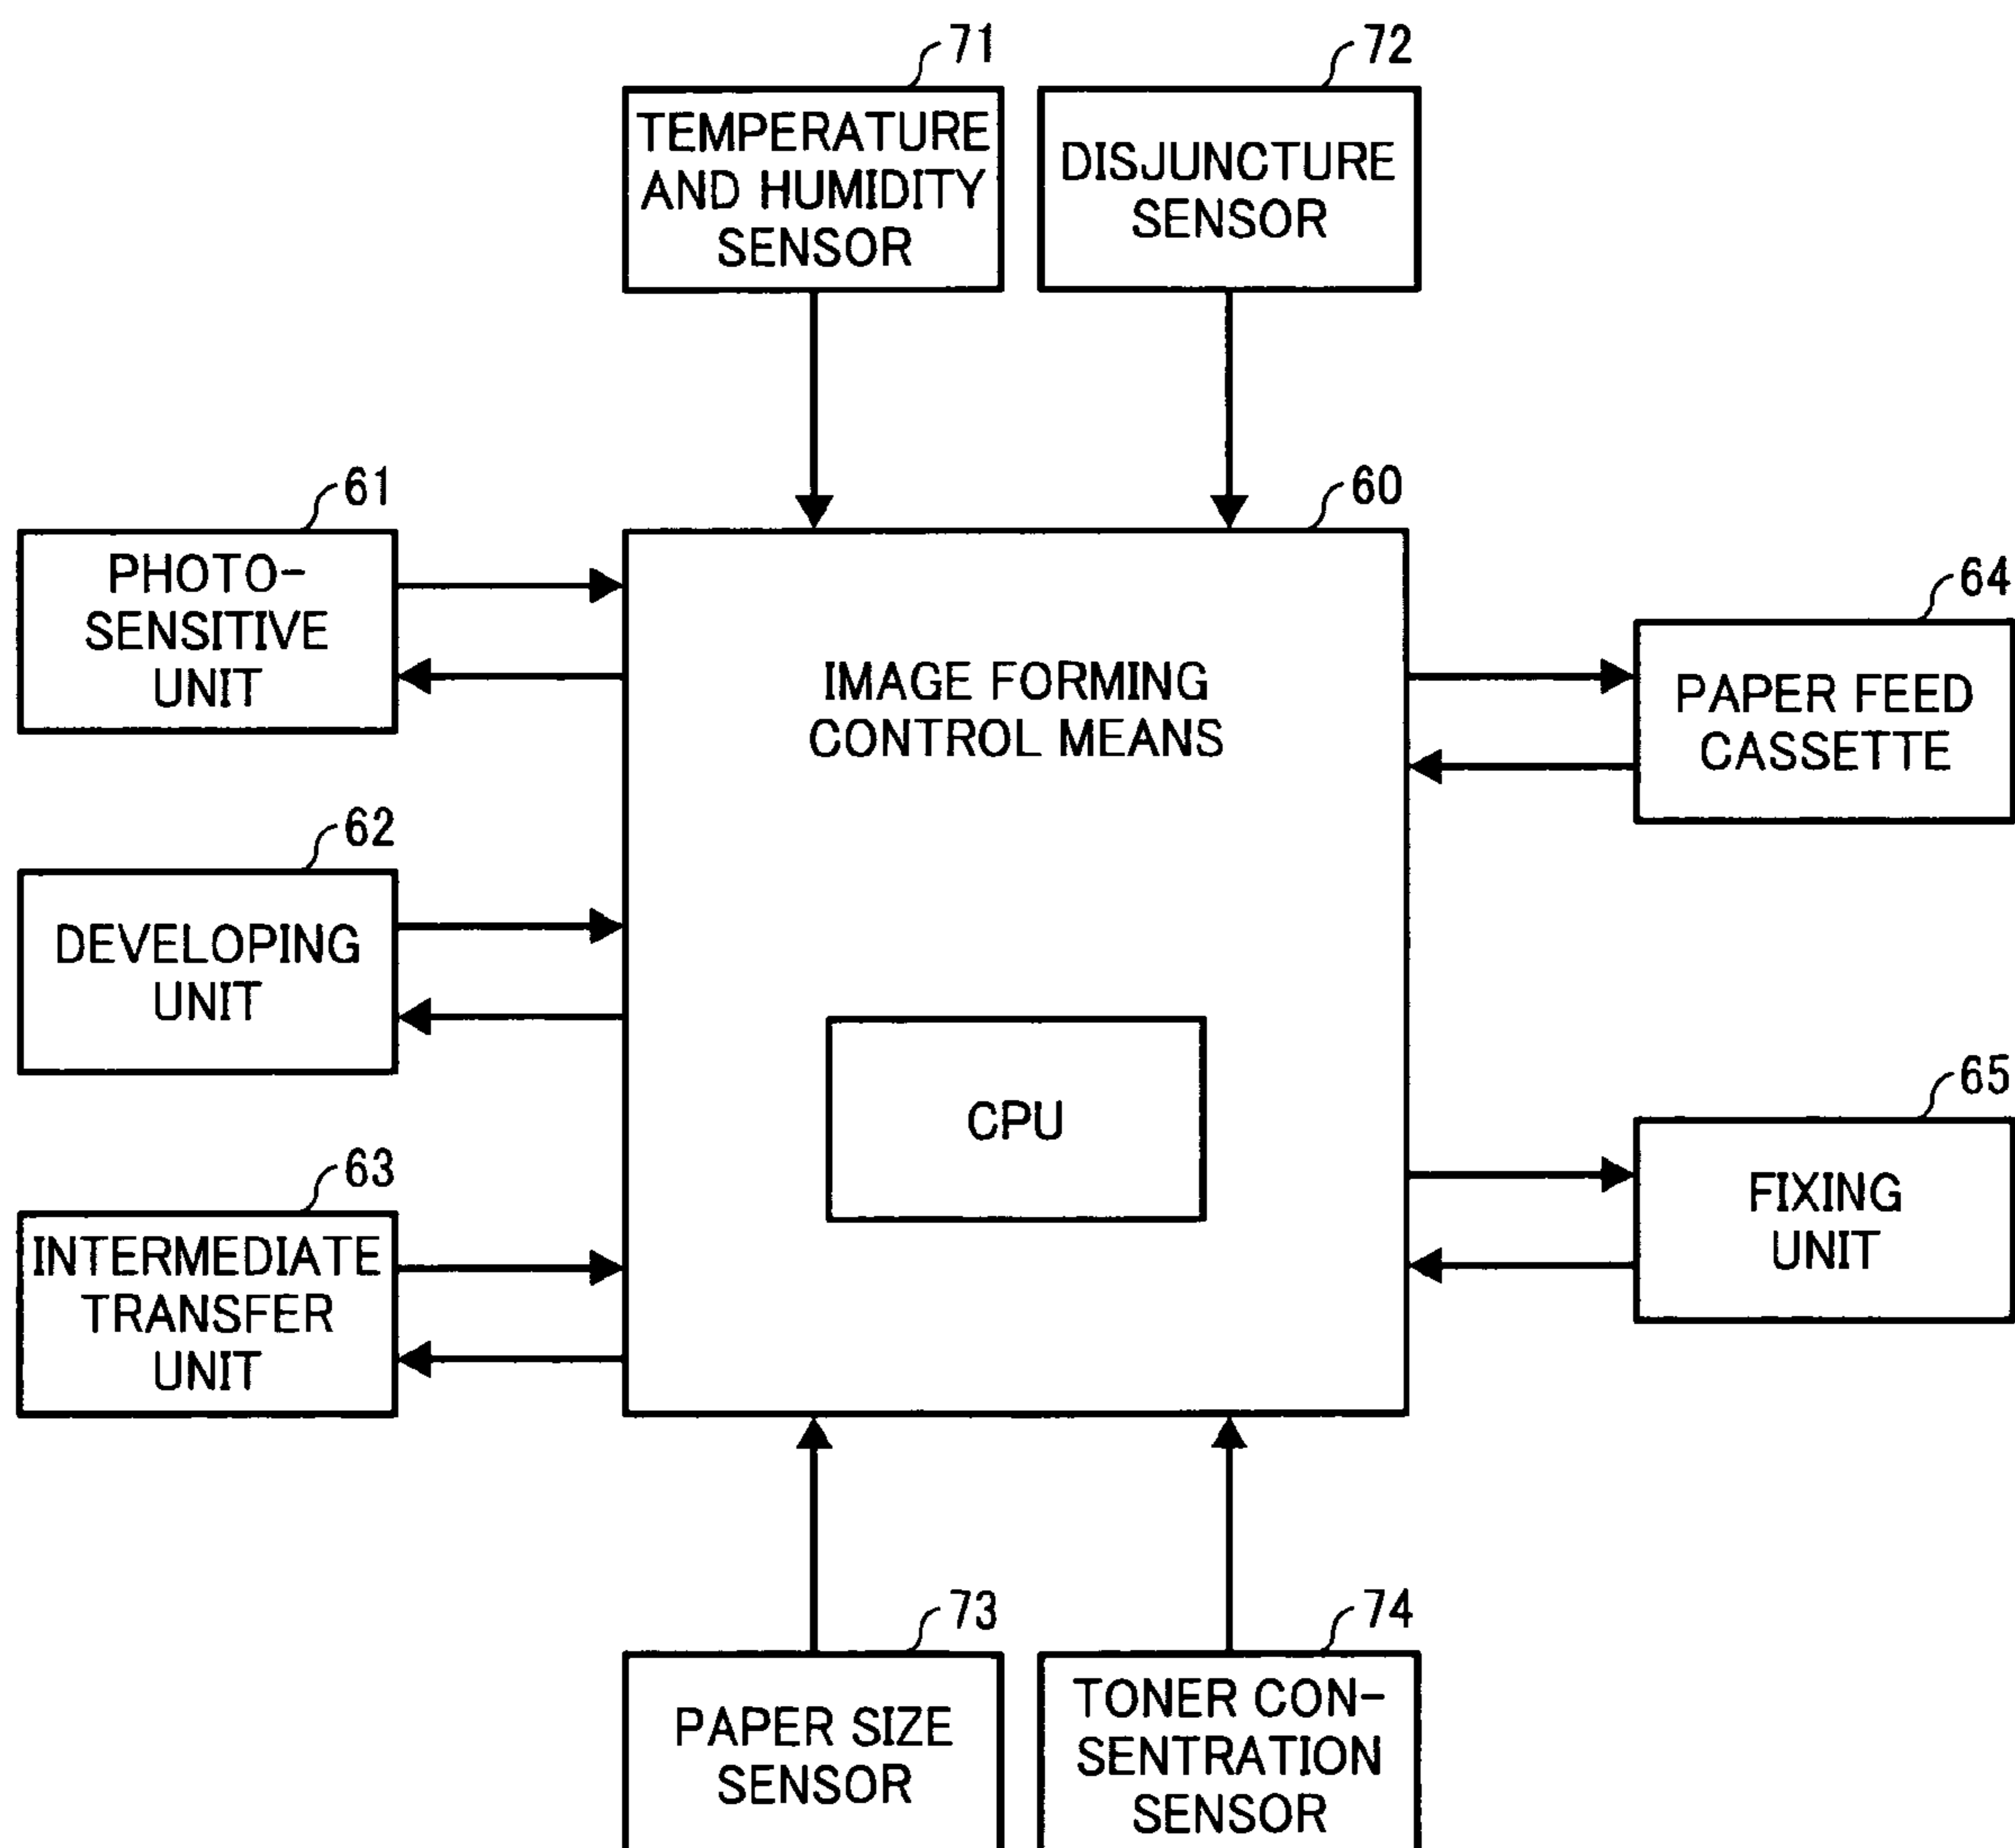 71
TEMPERATURE
AND HUMIDITY
SENSOR
72
DISJUNCTURE
SENSOR
61
PHOTO-
SENSITIVE
UNIT
60
IMAGE FORMING
CONTROL MEANS
CPU
64
PAPER FEED
CASSETTE
62
DEVELOPING
UNIT
65
FIXING
UNIT
63
INTERMEDIATE
TRANSFER
UNIT
73
PAPER SIZE
SENSOR
74
TONER CON-
SENTRATION
SENSOR